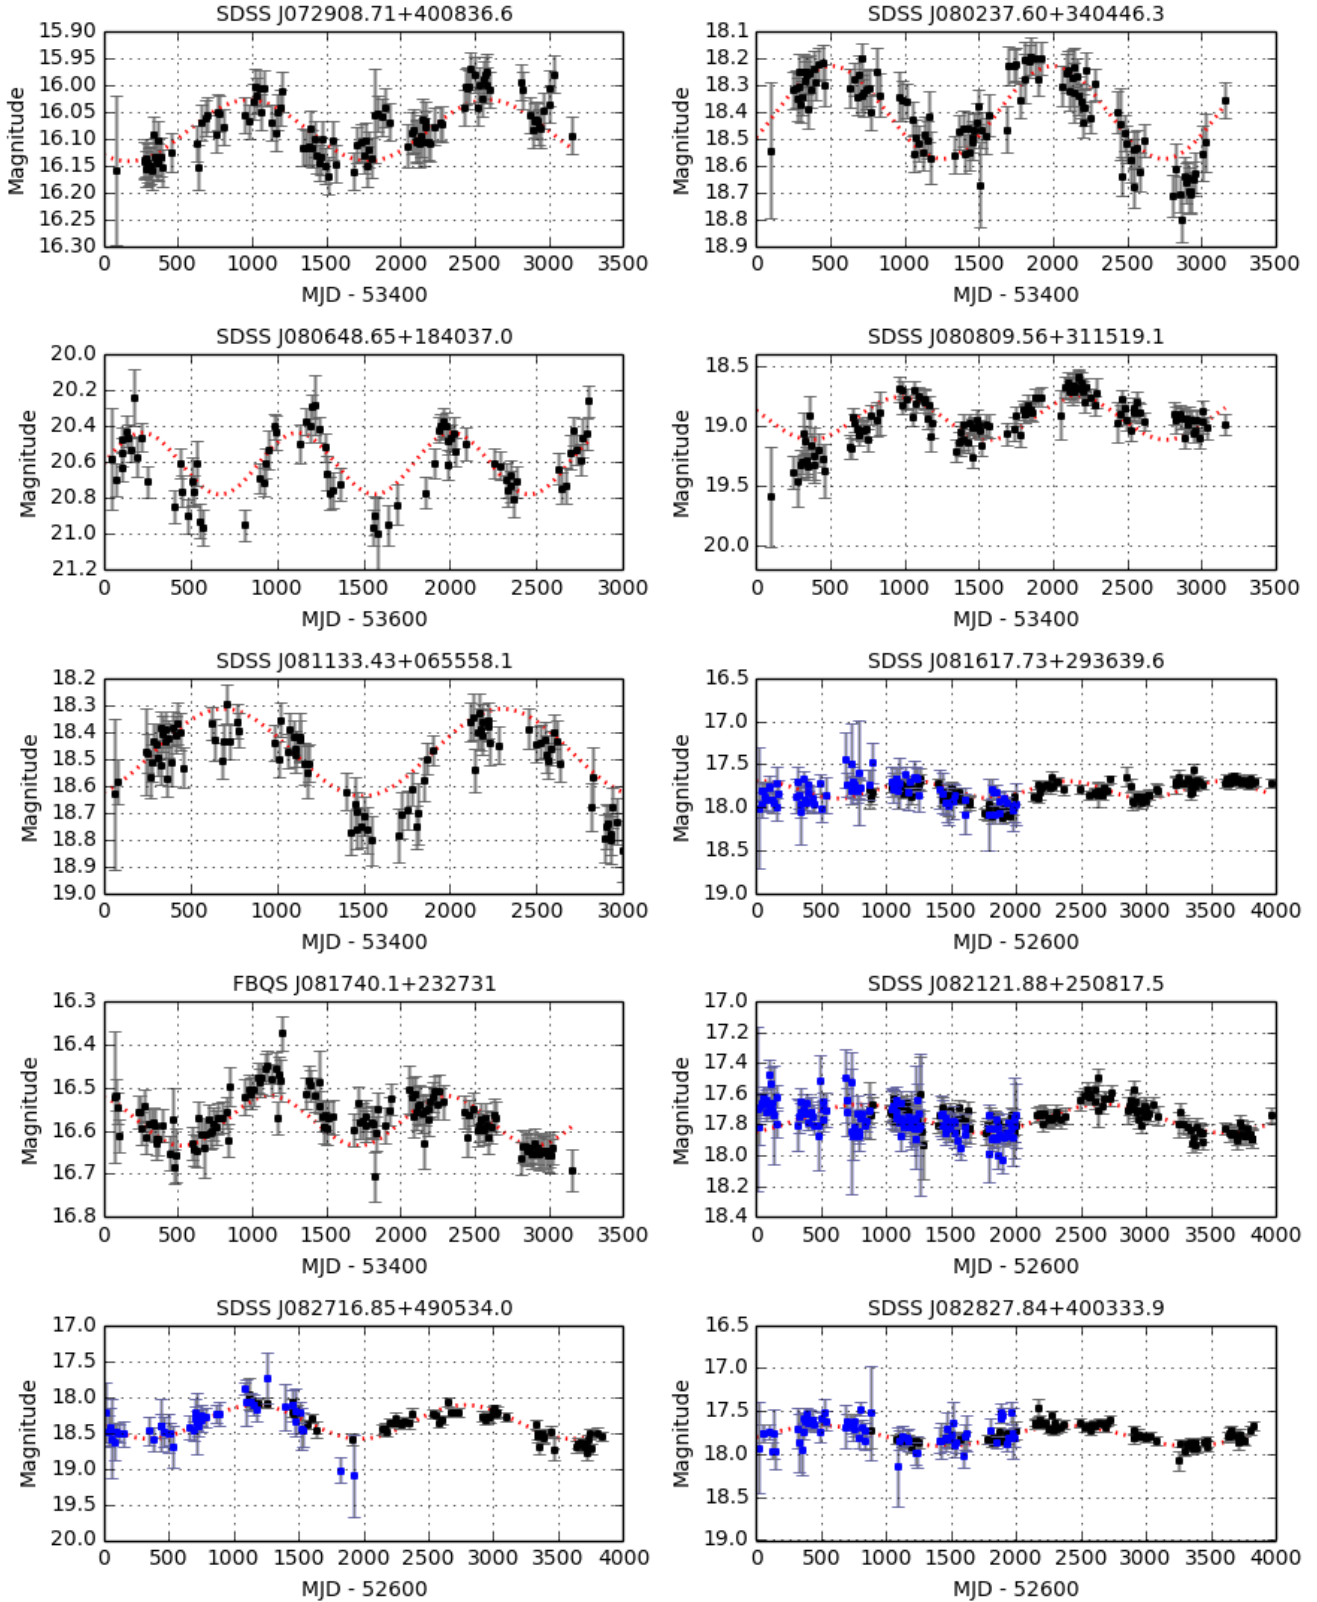 SDSS J072908.71+400836.6
15.90
15.95
16.00
16.05
16.10
16.15
16.20
16.25
16.30
Magnitude
0 500 1000 1500 2000 2500 3000 3500
MJD - 53400
SDSS J080237.60+340446.3
18.1
18.2
18.3
18.4
18.5
18.6
18.7
18.8
18.9
Magnitude
0 500 1000 1500 2000 2500 3000 3500
MJD - 53400
SDSS J080648.65+184037.0
20.0
20.2
20.4
20.6
20.8
21.0
21.2
Magnitude
0 500 1000 1500 2000 2500 3000
MJD - 53600
SDSS J080809.56+311519.1
18.5
19.0
19.5
20.0
Magnitude
0 500 1000 1500 2000 2500 3000 3500
MJD - 53400
SDSS J081133.43+065558.1
18.2
18.3
18.4
18.5
18.6
18.7
18.8
18.9
19.0
Magnitude
0 500 1000 1500 2000 2500 3000
MJD - 53400
SDSS J081617.73+293639.6
16.5
17.0
17.5
18.0
18.5
19.0
Magnitude
0 500 1000 1500 2000 2500 3000 3500 4000
MJD - 52600
FBQS J081740.1+232731
16.3
16.4
16.5
16.6
16.7
16.8
Magnitude
0 500 1000 1500 2000 2500 3000 3500
MJD - 53400
SDSS J082121.88+250817.5
17.0
17.2
17.4
17.6
17.8
18.0
18.2
18.4
Magnitude
0 500 1000 1500 2000 2500 3000 3500 4000
MJD - 52600
SDSS J082716.85+490534.0
17.0
17.5
18.0
18.5
19.0
19.5
20.0
Magnitude
0 500 1000 1500 2000 2500 3000 3500 4000
MJD - 52600
SDSS J082827.84+400333.9
16.5
17.0
17.5
18.0
18.5
19.0
Magnitude
0 500 1000 1500 2000 2500 3000 3500 4000
MJD - 52600